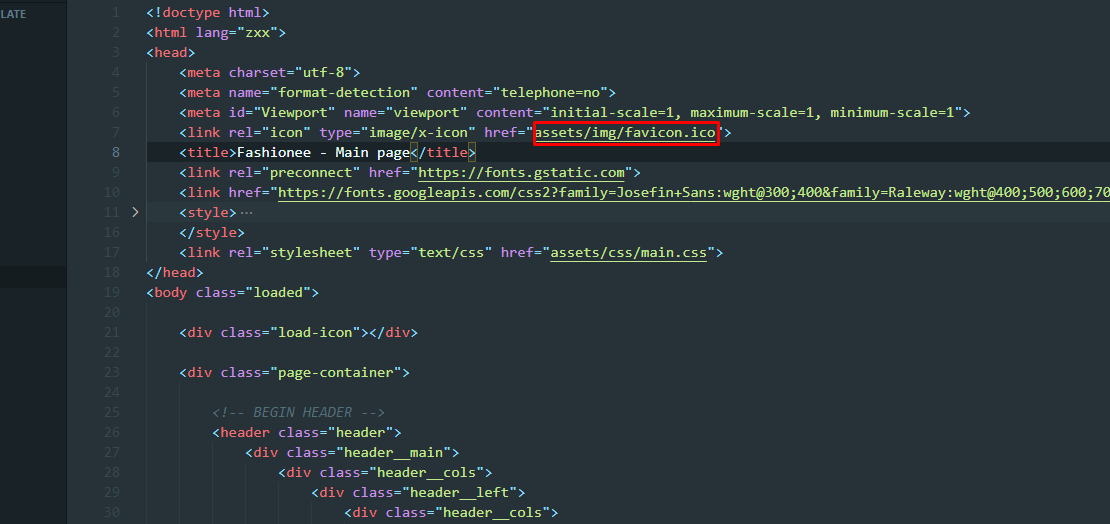 LATE
1 <!doctype html>
2 <html lang="zxx">
3 <head>
4 <meta charset="utf-8">
5 <meta name="format-detection" content="telephone=no">
6 <meta id="Viewport" name="viewport" content="initial-scale=1, maximum-scale=1, minimum-scale=1">
7 <link rel="icon" type="image/x-icon" href="assets/img/favicon.ico">
8 <title>Fashionee - Main page</title>
9 <link rel="preconnect" href="https://fonts.gstatic.com">
10 <link href="https://fonts.googleapis.com/css2?family=Josefin+Sans:wght@300;400&family=Raleway:wght@400;500;600;70
11 <style>…
16 </style>
17 <link rel="stylesheet" type="text/css" href="assets/css/main.css">
18 </head>
19 <body class="loaded">
20
21 <div class="load-icon"></div>
22
23 <div class="page-container">
24
25 <!-- BEGIN HEADER -->
26 <header class="header">
27 <div class="header__main">
28 <div class="header__cols">
29 <div class="header__left">
30 <div class="header__cols">